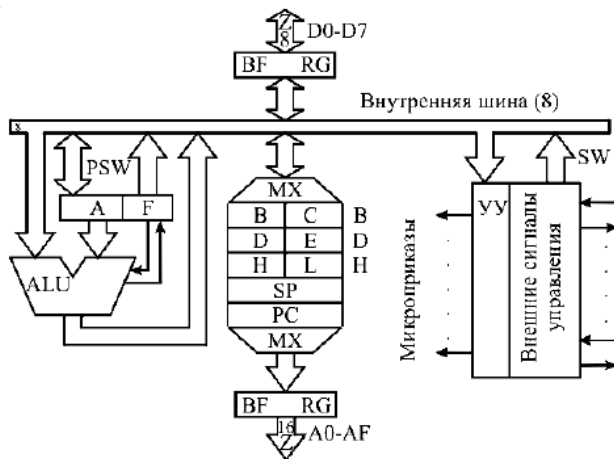 Z
8
D0-D7
BF RG
Внутренняя шина (8)
8
PSW
SW
A F
MX
B C B
D E D
H L H
SP
PC
MX
ALU
УУ
Микроприказы
Внешние сигналы
управления
BF RG
16
Z
A0-AF